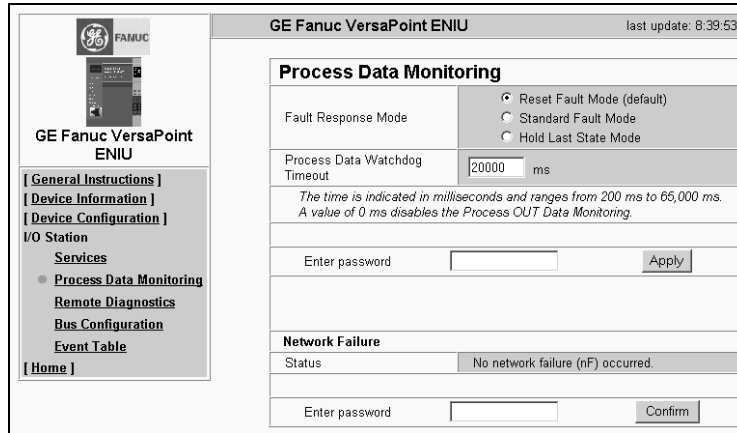 GE FANUC
GE Fanuc VersaPoint
ENIU
[ General Instructions ]
[ Device Information ]
[ Device Configuration ]
I/O Station
Services
Process Data Monitoring
Remote Diagnostics
Bus Configuration
Event Table
[ Home ]
GE Fanuc VersaPoint ENIU last update: 8:39:53
Process Data Monitoring
Fault Response Mode
Reset Fault Mode (default)
Standard Fault Mode
Hold Last State Mode
Process Data Watchdog
Timeout
20000 ms
The time is indicated in milliseconds and ranges from 200 ms to 65,000 ms.
A value of 0 ms disables the Process OUT Data Monitoring.
Enter password Apply
Network Failure
Status No network failure (nF) occurred.
Enter password Confirm